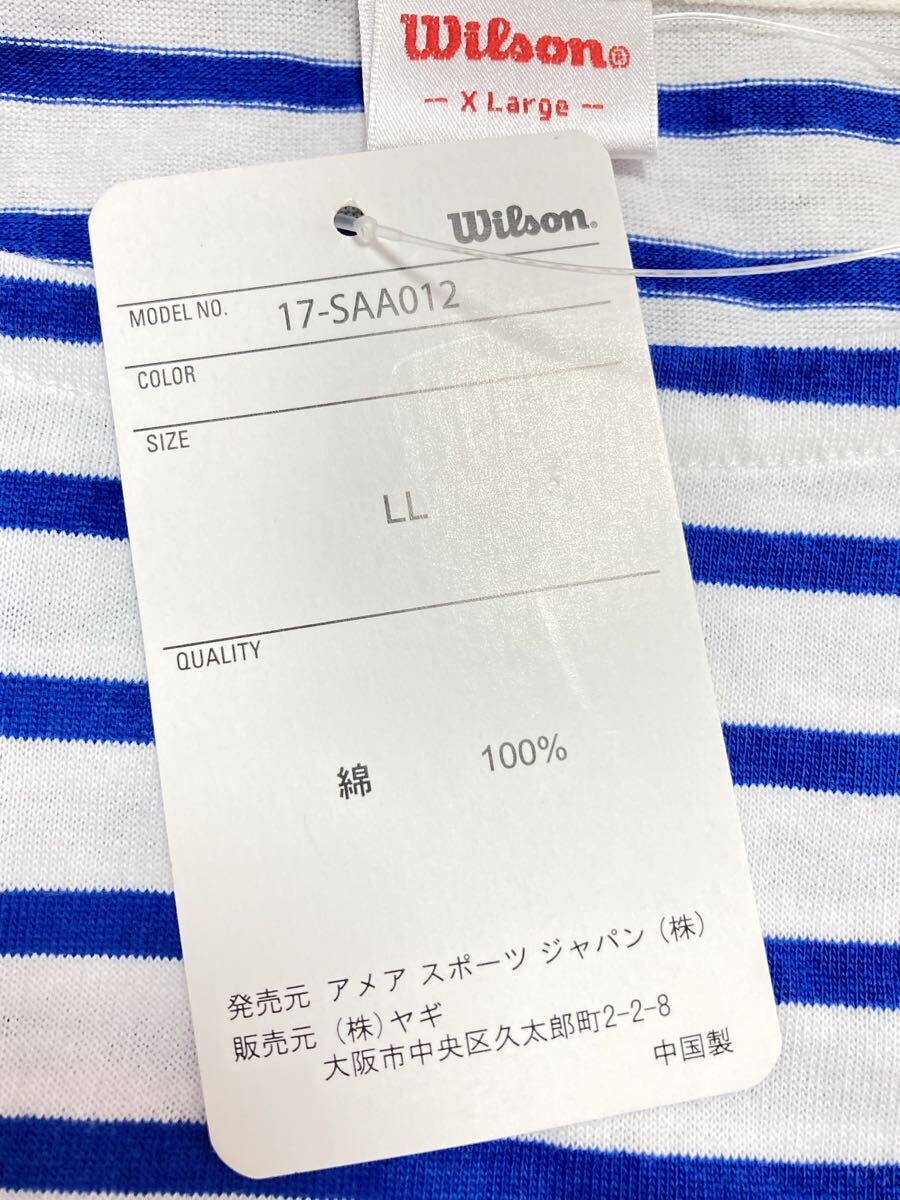 Wilson®
-- X Large --
Wilson.
MODEL NO. 17-SAA012
COLOR
SIZE
LL
QUALITY
綿 100%
発売元 アメア スポーツ ジャパン (株)
販売元 (株)ヤギ
大阪市中央区久太郎町2-2-8
中国製